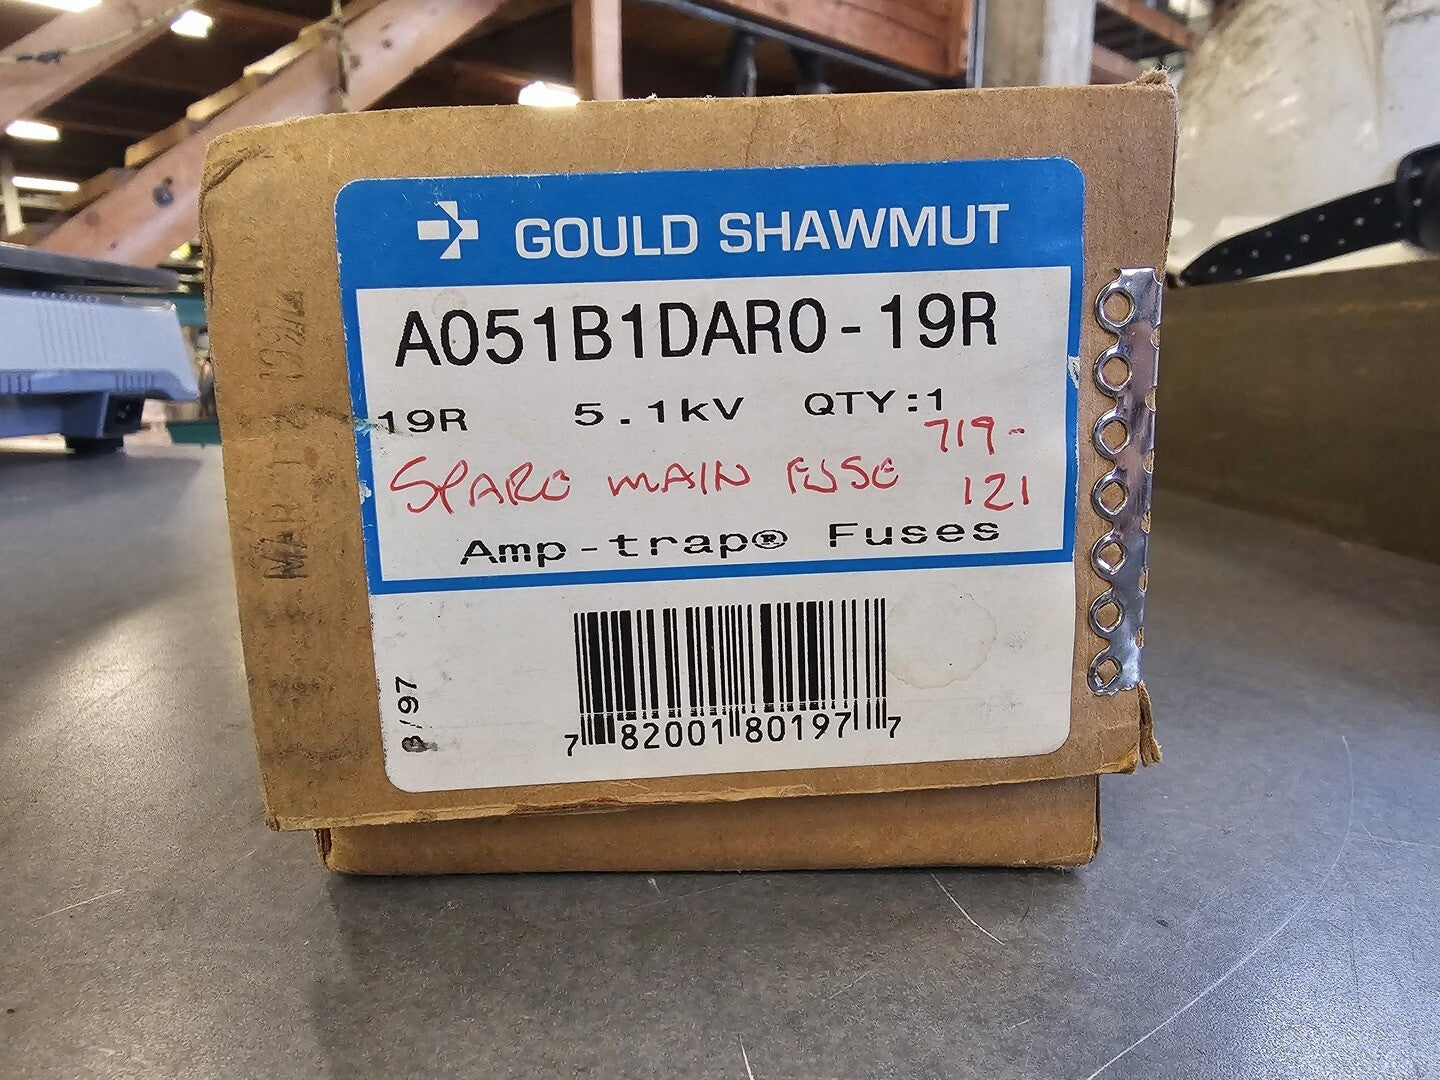 GOULD SHAWMUT
A051B1DAR0-19R
19R 5.1kV QTY:1
719-
SPARE MAIN FUSE 121
Amp-trap® Fuses
8/97
7 82001 80197 7